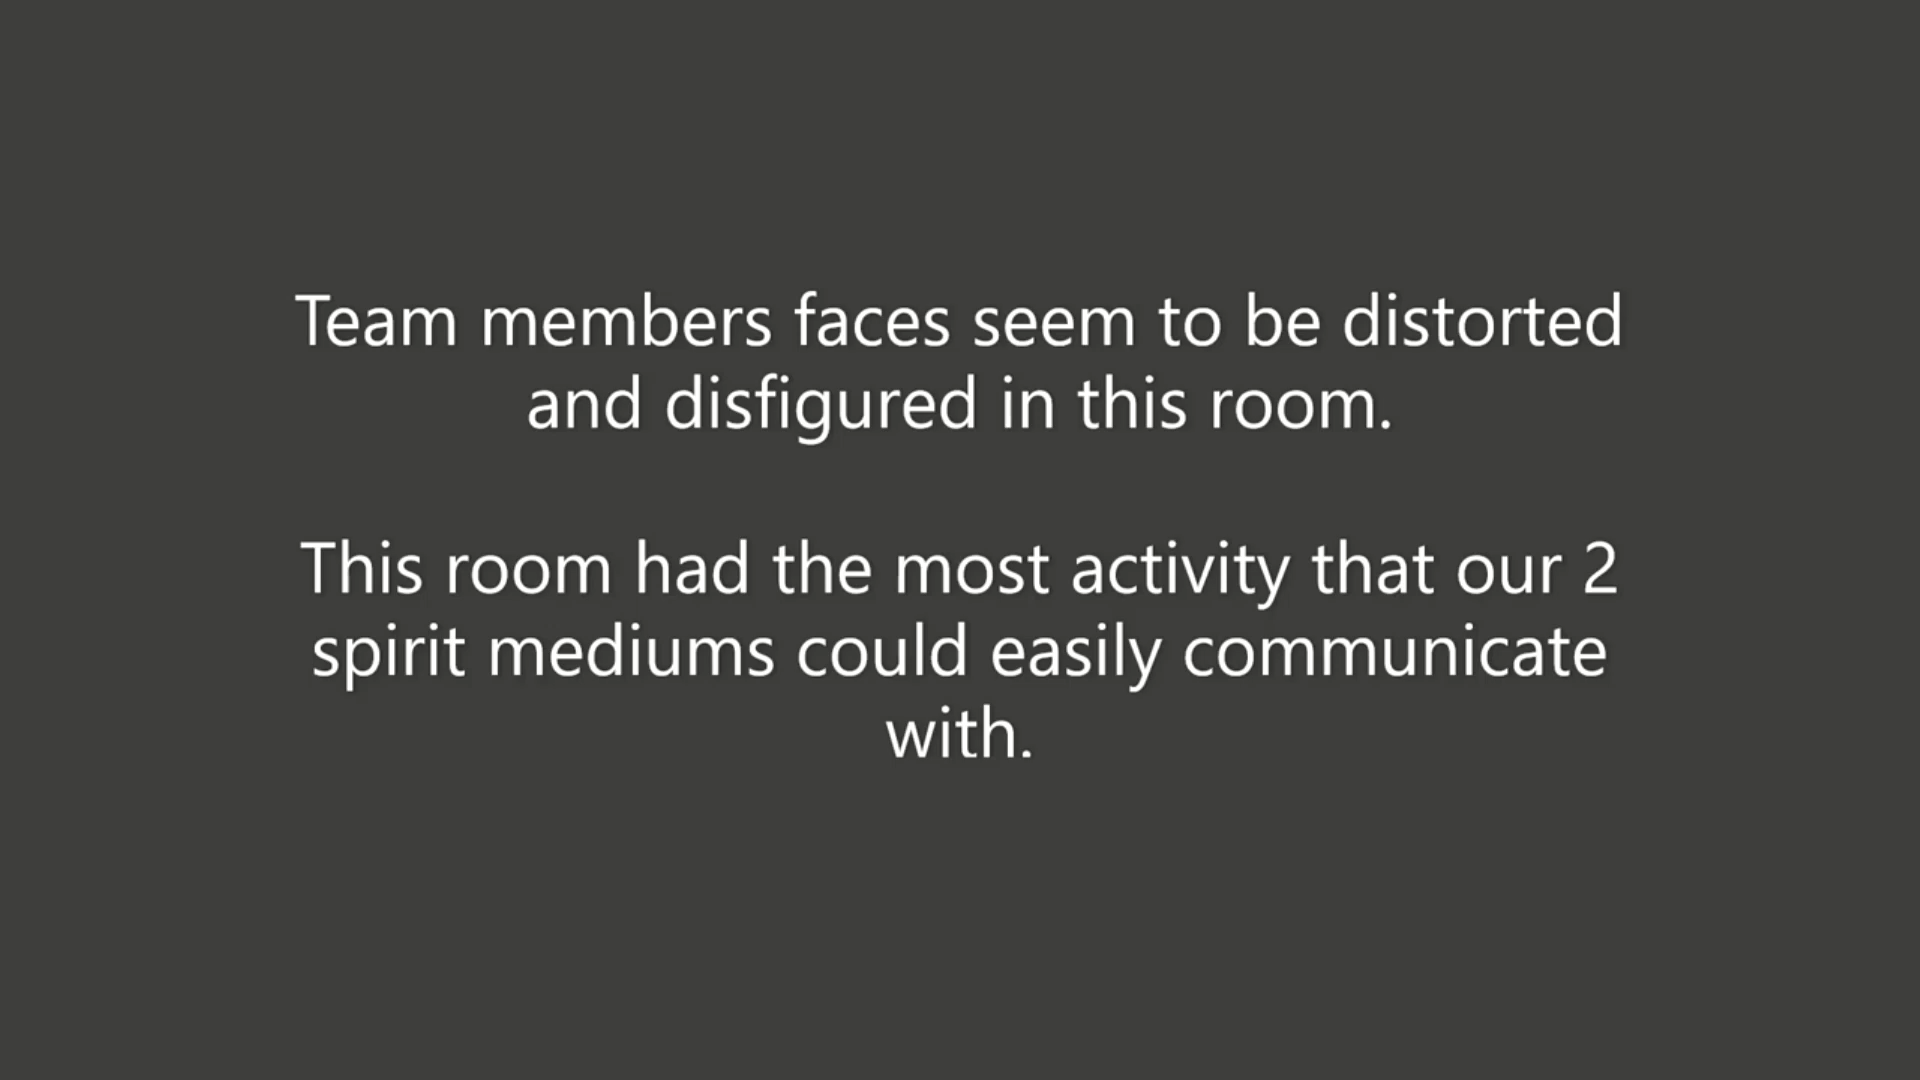 Team members faces seem to be distorted
and disfigured in this room.
This room had the most activity that our 2
spirit mediums could easily communicate
with.